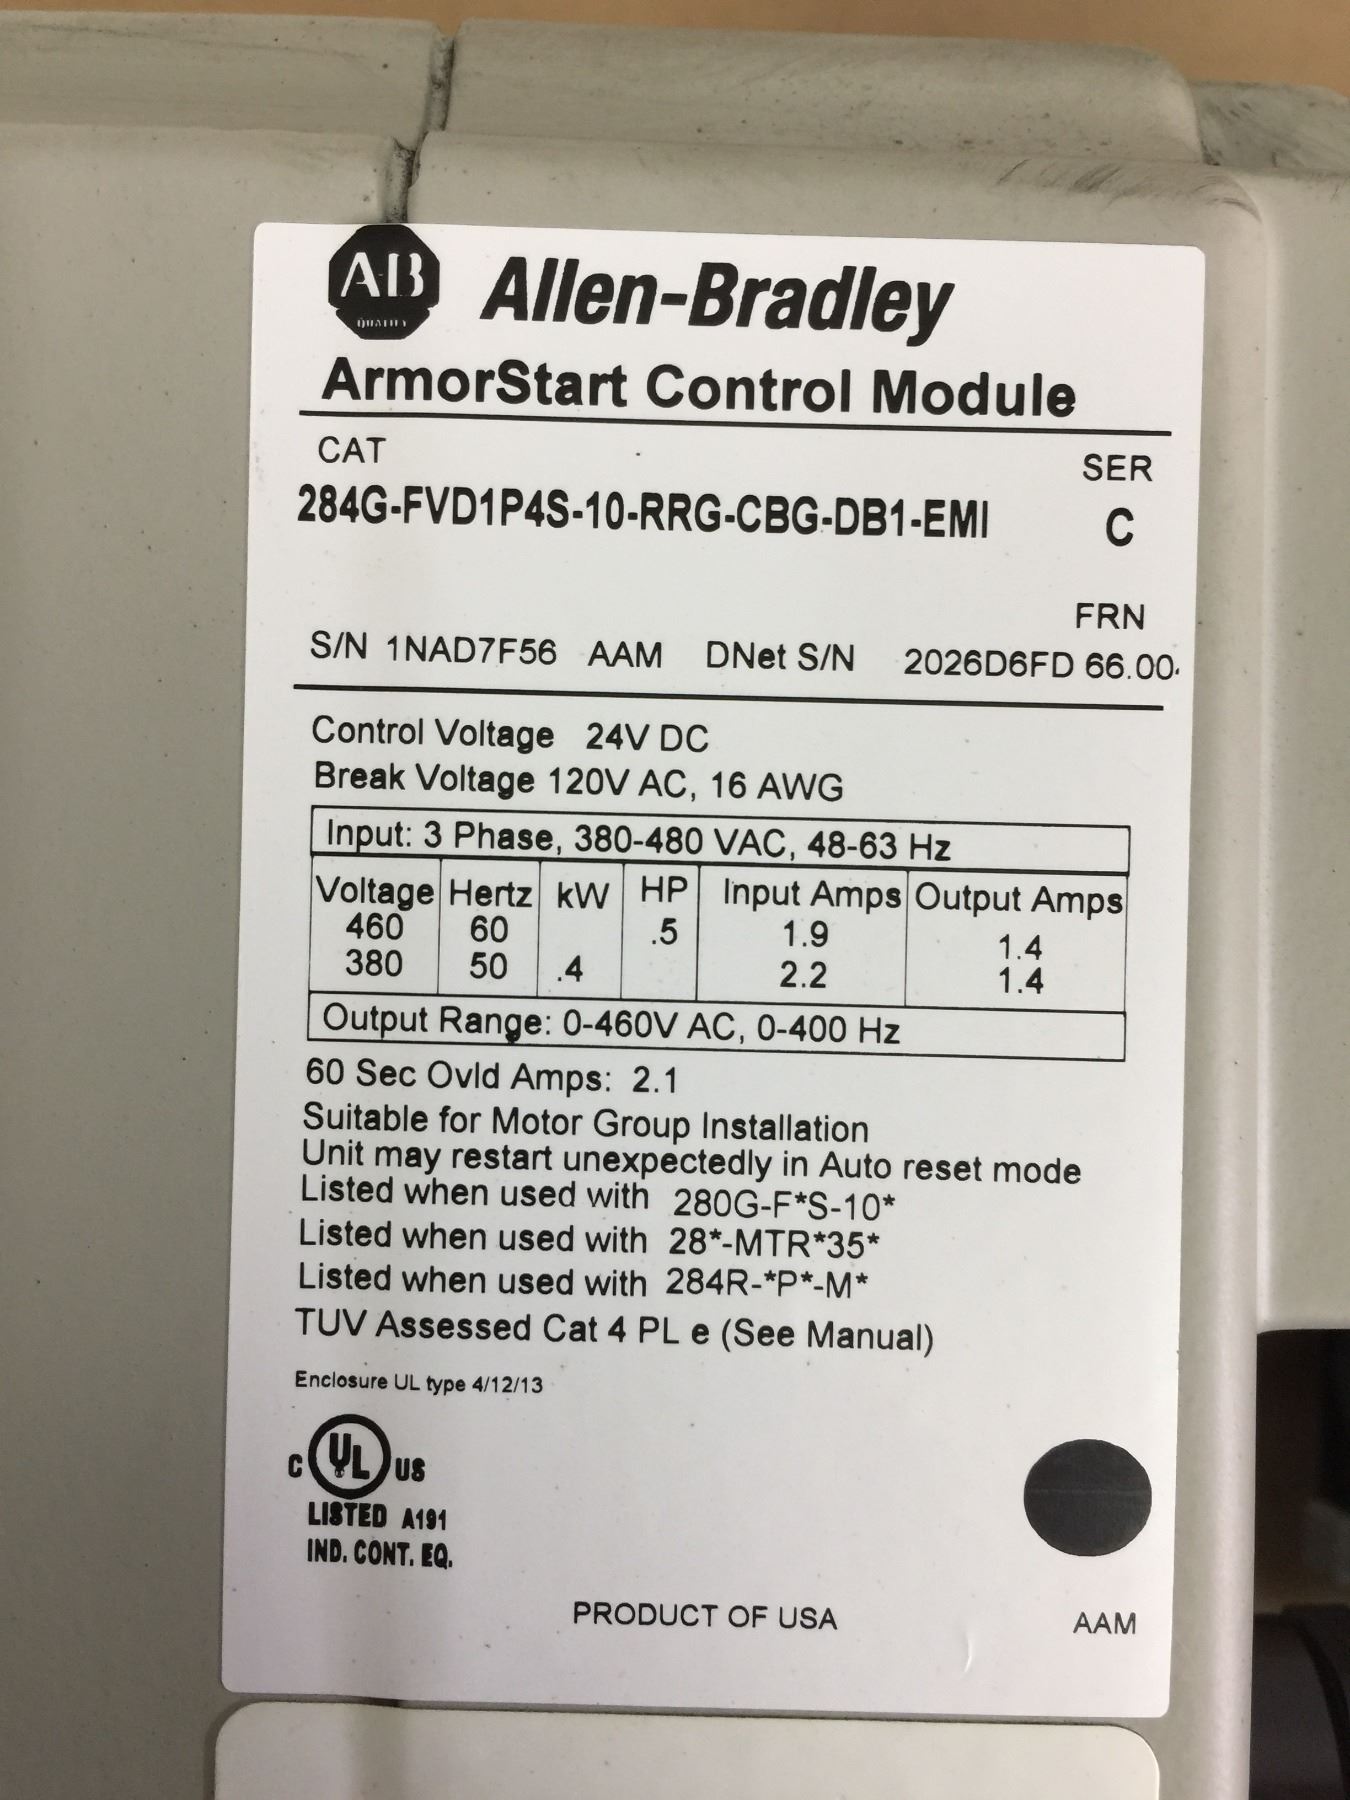 AB QUALITY Allen-Bradley
ArmorStart Control Module
CAT SER
284G-FVD1P4S-10-RRG-CBG-DB1-EMI C
FRN
S/N 1NAD7F56 AAM DNet S/N 2026D6FD 66.00
Control Voltage 24V DC
Break Voltage 120V AC, 16 AWG
Input: 3 Phase, 380-480 VAC, 48-63 Hz
Voltage Hertz kW HP Input Amps Output Amps
460 60 .5 1.9 1.4
380 50 .4 2.2 1.4
Output Range: 0-460V AC, 0-400 Hz
60 Sec Ovld Amps: 2.1
Suitable for Motor Group Installation
Unit may restart unexpectedly in Auto reset mode
Listed when used with 280G-F*S-10*
Listed when used with 28*-MTR*35*
Listed when used with 284R-*P*-M*
TUV Assessed Cat 4 PL e (See Manual)
Enclosure UL type 4/12/13
C UL US
LISTED A191
IND. CONT. EQ.
PRODUCT OF USA AAM